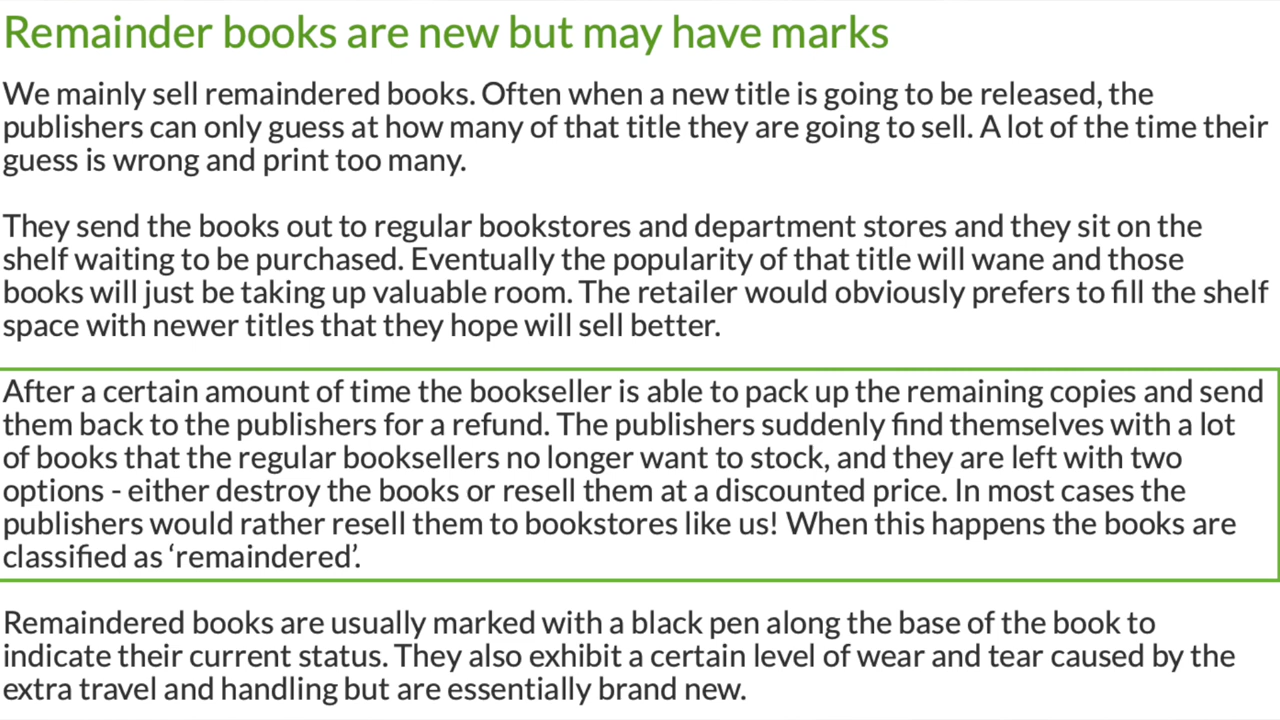 Remainder books are new but may have marks
We mainly sell remaindered books. Often when a new title is going to be released, the
publishers can only guess at how many of that title they are going to sell. A lot of the time their
guess is wrong and print too many.
They send the books out to regular bookstores and department stores and they sit on the
shelf waiting to be purchased. Eventually the popularity of that title will wane and those
books will just be taking up valuable room. The retailer would obviously prefers to fill the shelf
space with newer titles that they hope will sell better.
After a certain amount of time the bookseller is able to pack up the remaining copies and send
them back to the publishers for a refund. The publishers suddenly find themselves with a lot
of books that the regular booksellers no longer want to stock, and they are left with two
options - either destroy the books or resell them at a discounted price. In most cases the
publishers would rather resell them to bookstores like us! When this happens the books are
classified as ‘remaindered’.
Remaindered books are usually marked with a black pen along the base of the book to
indicate their current status. They also exhibit a certain level of wear and tear caused by the
extra travel and handling but are essentially brand new.